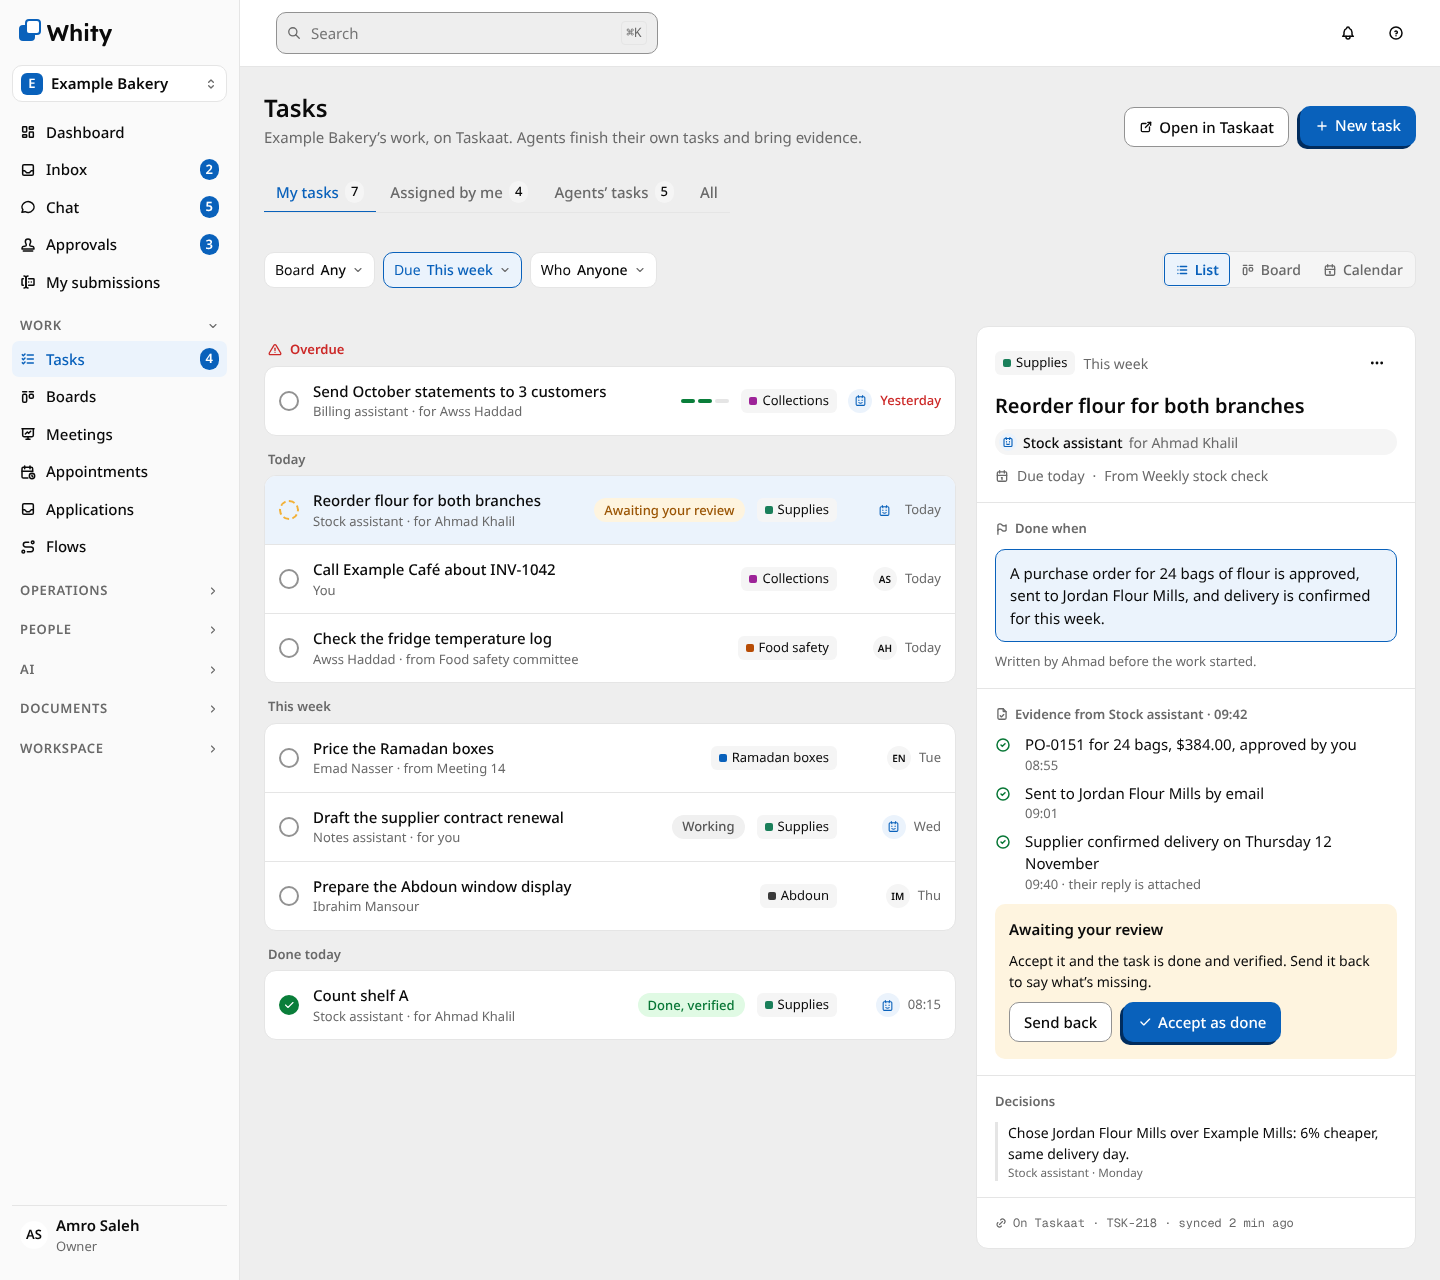 Whity
E Example Bakery
Dashboard
Inbox 2
Chat 5
Approvals 3
My submissions
WORK
Tasks 4
Boards
Meetings
Appointments
Applications
Flows
OPERATIONS
PEOPLE
AI
DOCUMENTS
WORKSPACE
AS Amro Saleh
Owner
Search ⌘K
Tasks
Example Bakery’s work, on Taskaat. Agents finish their own tasks and bring evidence.
Open in Taskaat
New task
My tasks 7 Assigned by me 4 Agents’ tasks 5 All
Board Any Due This week Who Anyone
List Board Calendar
Overdue
Send October statements to 3 customers
Billing assistant · for Awss Haddad
Collections Yesterday
Today
Reorder flour for both branches
Stock assistant · for Ahmad Khalil
Awaiting your review Supplies Today
Call Example Café about INV-1042
You
Collections AS Today
Check the fridge temperature log
Awss Haddad · from Food safety committee
Food safety AH Today
This week
Price the Ramadan boxes
Emad Nasser · from Meeting 14
Ramadan boxes EN Tue
Draft the supplier contract renewal
Notes assistant · for you
Working Supplies Wed
Prepare the Abdoun window display
Ibrahim Mansour
Abdoun IM Thu
Done today
Count shelf A
Stock assistant · for Ahmad Khalil
Done, verified Supplies 08:15
Supplies This week
Reorder flour for both branches
Stock assistant for Ahmad Khalil
Due today · From Weekly stock check
Done when
A purchase order for 24 bags of flour is approved,
sent to Jordan Flour Mills, and delivery is confirmed
for this week.
Written by Ahmad before the work started.
Evidence from Stock assistant · 09:42
PO-0151 for 24 bags, $384.00, approved by you
08:55
Sent to Jordan Flour Mills by email
09:01
Supplier confirmed delivery on Thursday 12
November
09:40 · their reply is attached
Awaiting your review
Accept it and the task is done and verified. Send it back
to say what’s missing.
Send back
Accept as done
Decisions
Chose Jordan Flour Mills over Example Mills: 6% cheaper,
same delivery day.
Stock assistant · Monday
On Taskaat · TSK-218 · synced 2 min ago